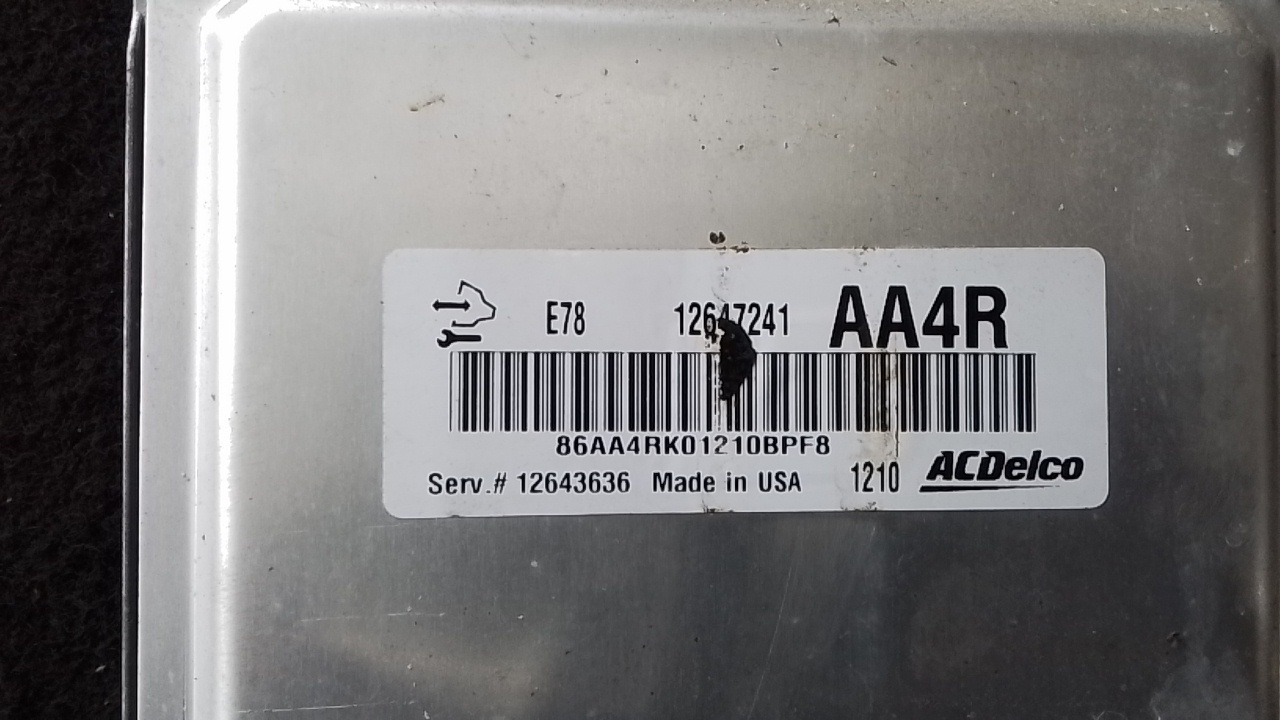 E78 12647241 AA4R
86AA4RK01210BPF8
Serv.# 12643636 Made in USA 1210 ACDelco